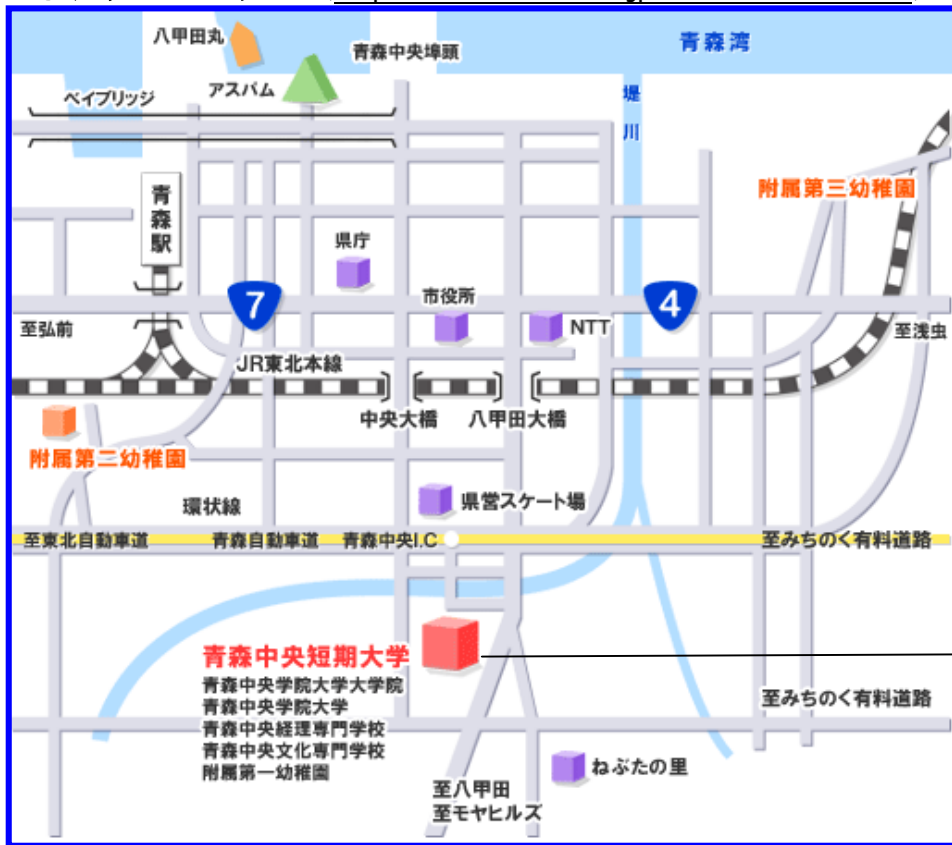 八甲田丸
青森中央埠頭
青森湾
アスパム
ベイブリッジ
堤川
青森駅
附属第三幼稚園
県庁
7
市役所
4
NTT
至弘前
至浅虫
JR東北本線
中央大橋
八甲田大橋
附属第二幼稚園
県営スケート場
環状線
至東北自動車道
青森自動車道
青森中央I.C
至みちのく有料道路
青森中央短期大学
青森中央学院大学大学院
青森中央学院大学
青森中央経理専門学校
青森中央文化専門学校
附属第一幼稚園
至みちのく有料道路
ねぶたの里
至八甲田
至モヤヒルズ